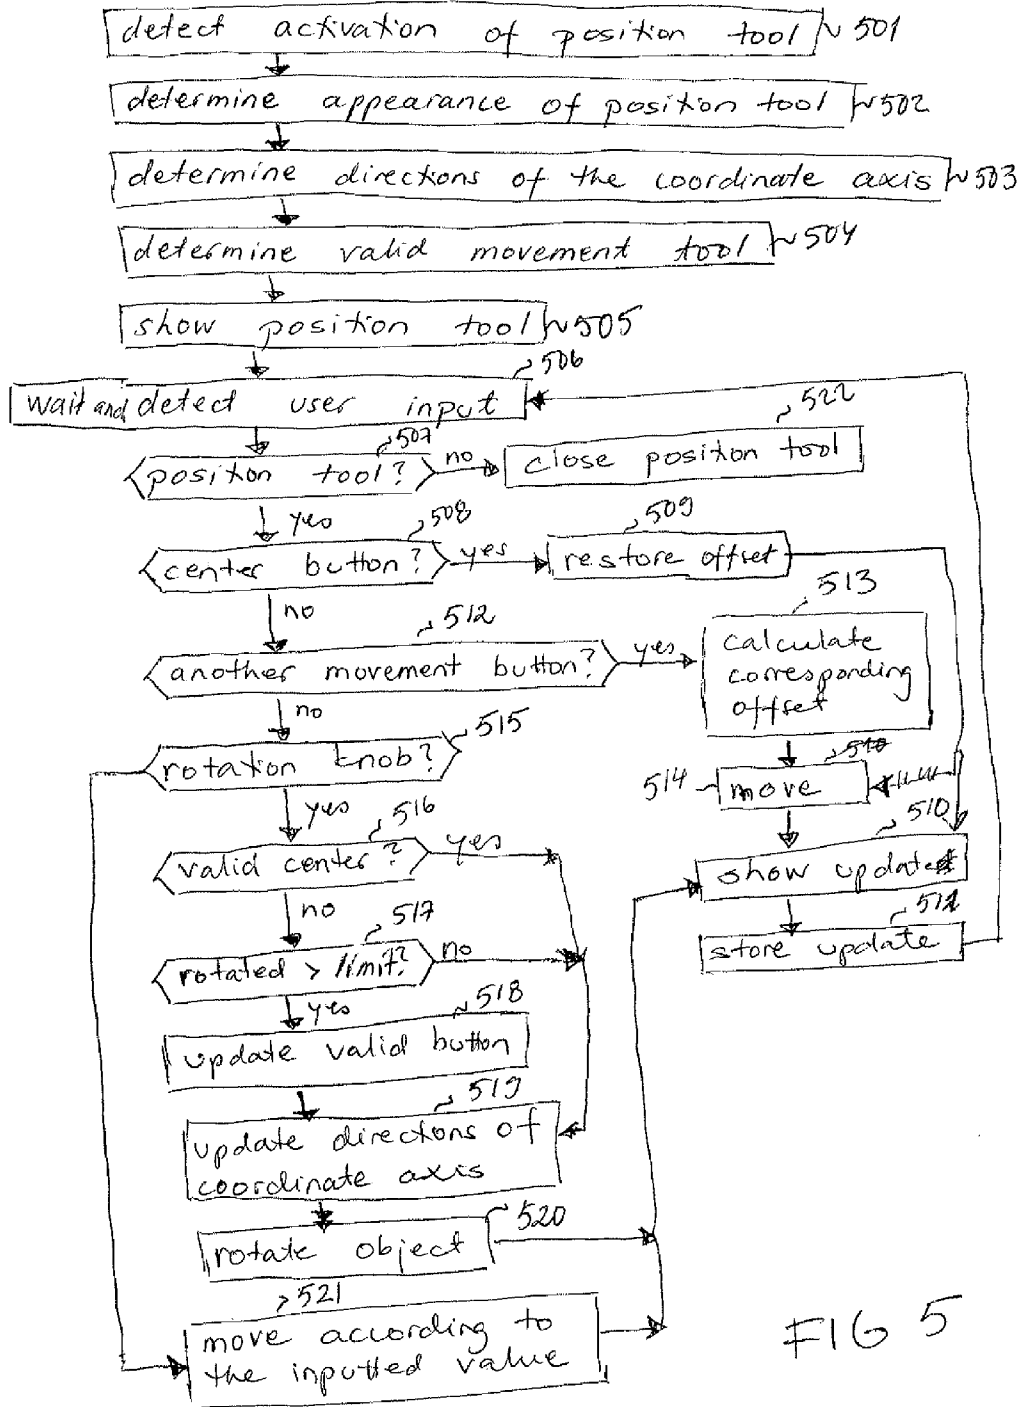 detect activation of position tool 501
determine appearance of position tool 502
determine directions of the coordinate axis 503
determine valid movement tool 504
show position tool 505
506
wait and detect user input
507
522
position tool?
no
close position tool
yes
508
509
center button?
yes
restore offset
no
512
513
another movement button?
yes
calculate
corresponding
offset
no
515
rotation knob?
514
move
yes
516
510
valid center?
yes
show update
no
517
511
rotated > limit?
no
store update
yes
518
update valid button
519
update directions of
coordinate axis
520
rotate object
521
move according to
the inputted value
FIG 5